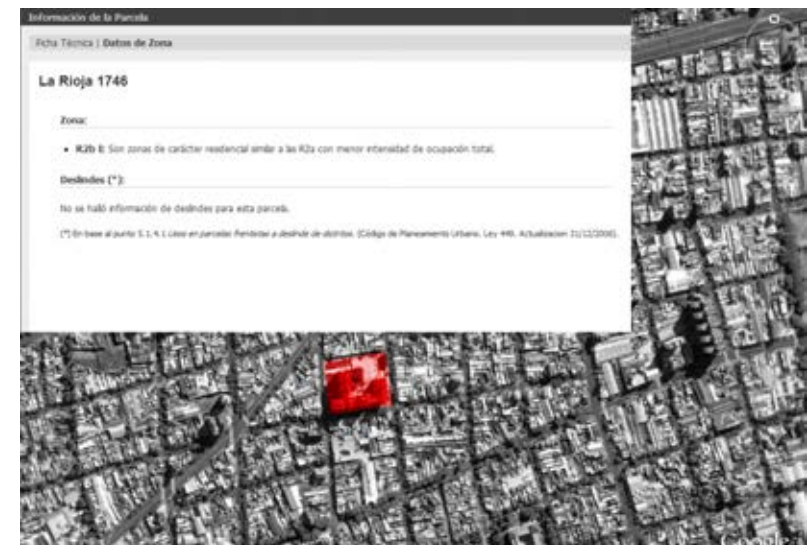 Información de la Parcela
Ficha Técnica | Datos de Zona
La Rioja 1746
Zona:
• R2b I: Son zonas de carácter residencial similar a las R2a con menor intensidad de ocupación total.
Deslindes (*):
No se halló información de deslindes para esta parcela.
(*) En base al punto 5.1.4.1 Usos en parcelas frentistas a deslinde de distritos. (Código de Planeamiento Urbano. Ley 449. Actualizacion 31/12/2006).
Google